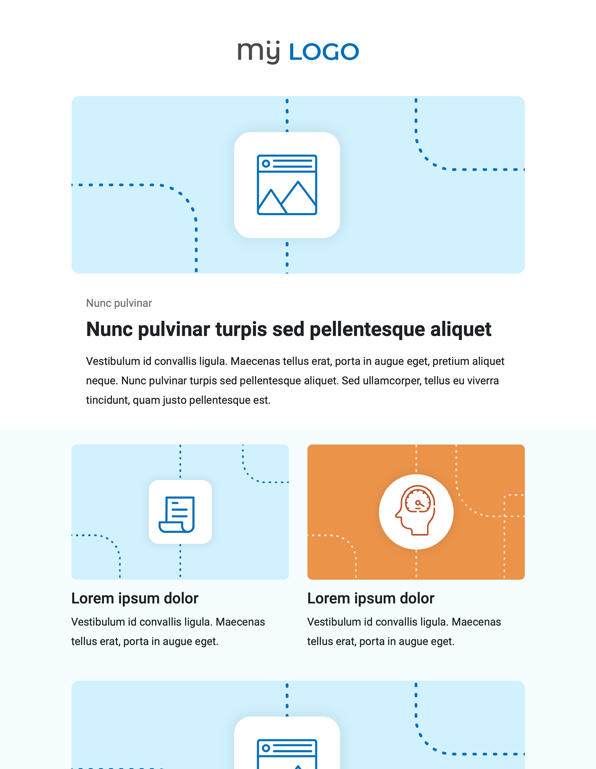 mÿ LOGO
Nunc pulvinar
Nunc pulvinar turpis sed pellentesque aliquet
Vestibulum id convallis ligula. Maecenas tellus erat, porta in augue eget, pretium aliquet
neque. Nunc pulvinar turpis sed pellentesque aliquet. Sed ullamcorper, tellus eu viverra
tincidunt, quam justo pellentesque est.
Lorem ipsum dolor
Vestibulum id convallis ligula. Maecenas
tellus erat, porta in augue eget.
Lorem ipsum dolor
Vestibulum id convallis ligula. Maecenas
tellus erat, porta in augue eget.